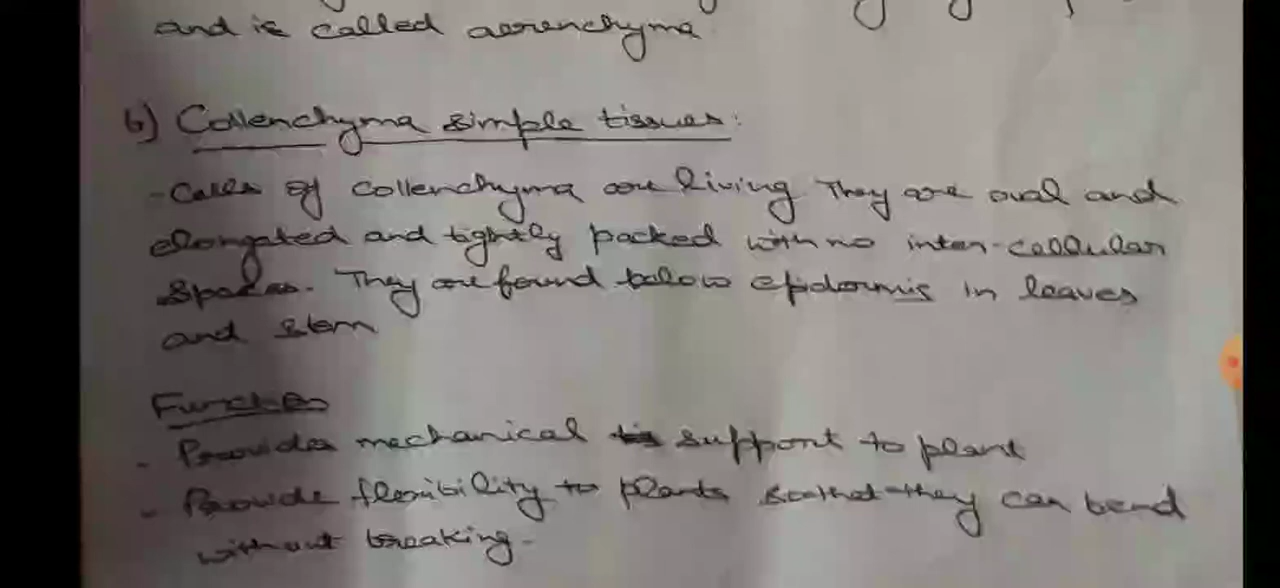 and is called aerenchyma
b) Collenchyma simple tissues:
- Cells of collenchyma are living They are oval and
elongated and tightly packed with no inter-cellular
spaces. They are found below epidermis in leaves
and stem
Function
- Provides mechanical support to plant
- Provide flexibility to plants so that they can bend
without breaking.